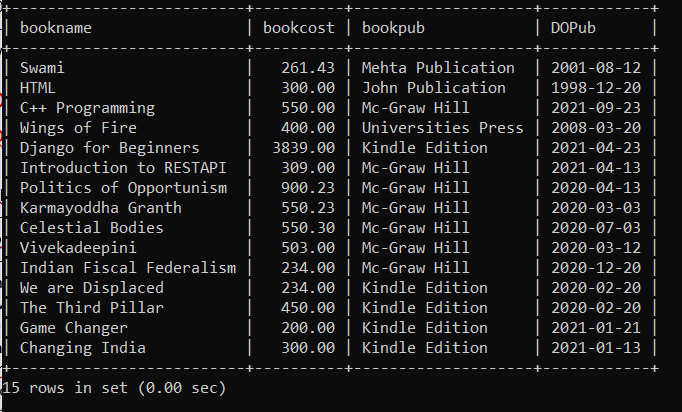 +--------------------------+----------+--------------------+------------+
| bookname                 | bookcost | bookpub            | DOPub      |
+--------------------------+----------+--------------------+------------+
| Swami                    |   261.43 | Mehta Publication  | 2001-08-12 |
| HTML                     |   300.00 | John Publication   | 1998-12-20 |
| C++ Programming          |   550.00 | Mc-Graw Hill       | 2021-09-23 |
| Wings of Fire            |   400.00 | Universities Press | 2008-03-20 |
| Django for Beginners     |  3839.00 | Kindle Edition     | 2021-04-23 |
| Introduction to RESTAPI  |   309.00 | Mc-Graw Hill       | 2021-04-13 |
| Politics of Opportunism  |   900.23 | Mc-Graw Hill       | 2020-04-13 |
| Karmayoddha Granth       |   550.23 | Mc-Graw Hill       | 2020-03-03 |
| Celestial Bodies         |   550.30 | Mc-Graw Hill       | 2020-07-03 |
| Vivekadeepini            |   503.00 | Mc-Graw Hill       | 2020-03-12 |
| Indian Fiscal Federalism |   234.00 | Mc-Graw Hill       | 2020-12-20 |
| We are Displaced         |   234.00 | Kindle Edition     | 2020-02-20 |
| The Third Pillar         |   450.00 | Kindle Edition     | 2020-02-20 |
| Game Changer             |   200.00 | Kindle Edition     | 2021-01-21 |
| Changing India           |   300.00 | Kindle Edition     | 2021-01-13 |
+--------------------------+----------+--------------------+------------+
15 rows in set (0.00 sec)